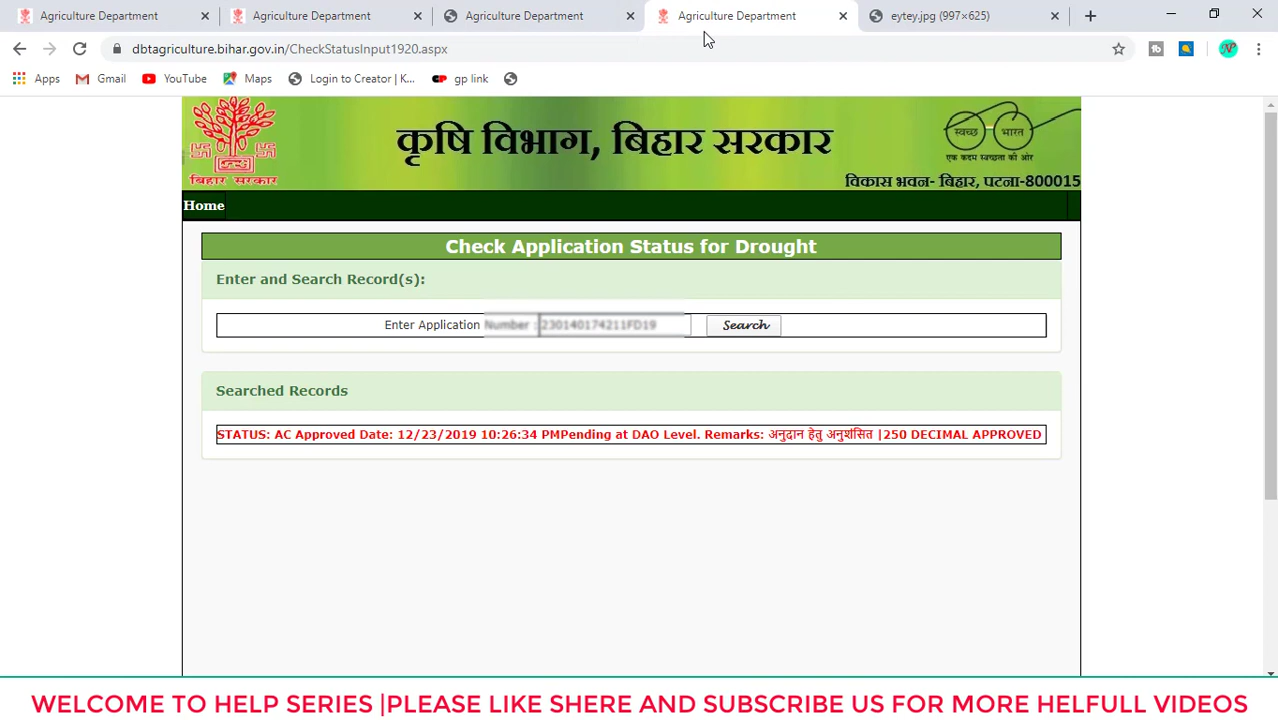 Agriculture Department
Agriculture Department
Agriculture Department
Agriculture Department
eytey.jpg (997×625)
dbtagriculture.bihar.gov.in/CheckStatusInput1920.aspx
Apps
Gmail
YouTube
Maps
Login to Creator | K...
gp link
कृषि विभाग, बिहार सरकार
बिहार सरकार
स्वच्छ भारत
एक कदम स्वच्छता की ओर
विकास भवन- बिहार, पटना-800015
Home
Check Application Status for Drought
Enter and Search Record(s):
Enter Application Number :
Search
Searched Records
STATUS: AC Approved Date: 12/23/2019 10:26:34 PMPending at DAO Level. Remarks: अनुदान हेतु अनुशंसित |250 DECIMAL APPROVED
WELCOME TO HELP SERIES |PLEASE LIKE SHERE AND SUBSCRIBE US FOR MORE HELFULL VIDEOS